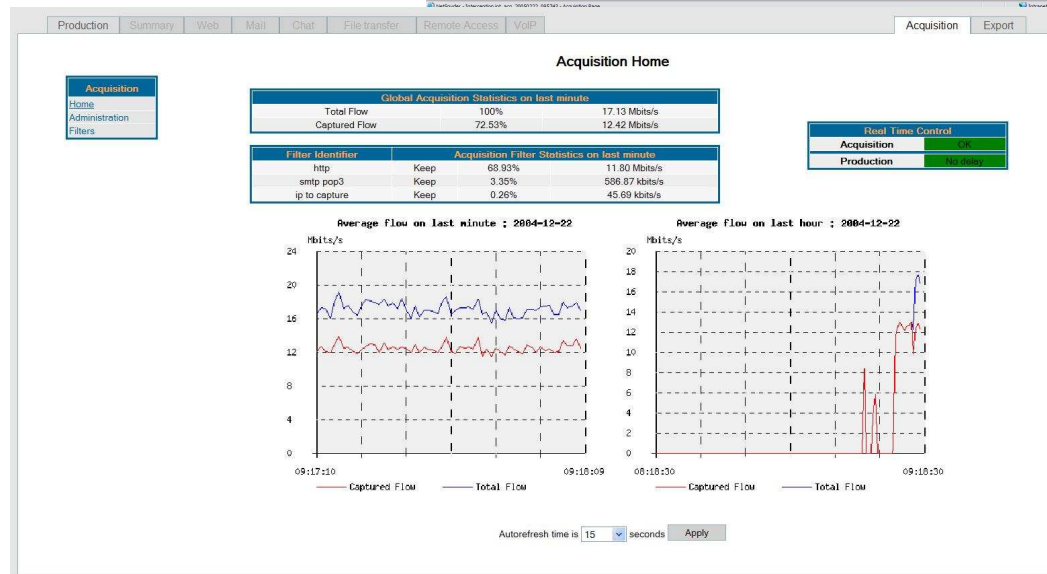 Production Summary Web Mail Chat File transfer Remote Access VoIP Acquisition Export
Acquisition Home
Acquisition
Home
Administration
Filters
Global Acquisition Statistics on last minute
Total Flow 100% 17.13 Mbits/s
Captured Flow 72.53% 12.42 Mbits/s
Real Time Control
Acquisition OK
Production No delay
Filter Identifier Acquisition Filter Statistics on last minute
http Keep 68.93% 11.80 Mbits/s
smtp pop3 Keep 3.35% 586.87 kbits/s
ip to capture Keep 0.26% 45.69 kbits/s
Average flow on last minute : 2004-12-22
Mbits/s
24
20
16
12
8
4
0
09:17:10 09:18:09
Captured Flow Total Flow
Average flow on last hour : 2004-12-22
Mbits/s
20
18
16
14
12
10
8
6
4
2
0
08:18:30 09:18:30
Captured Flow Total Flow
Autorefresh time is 15 seconds Apply